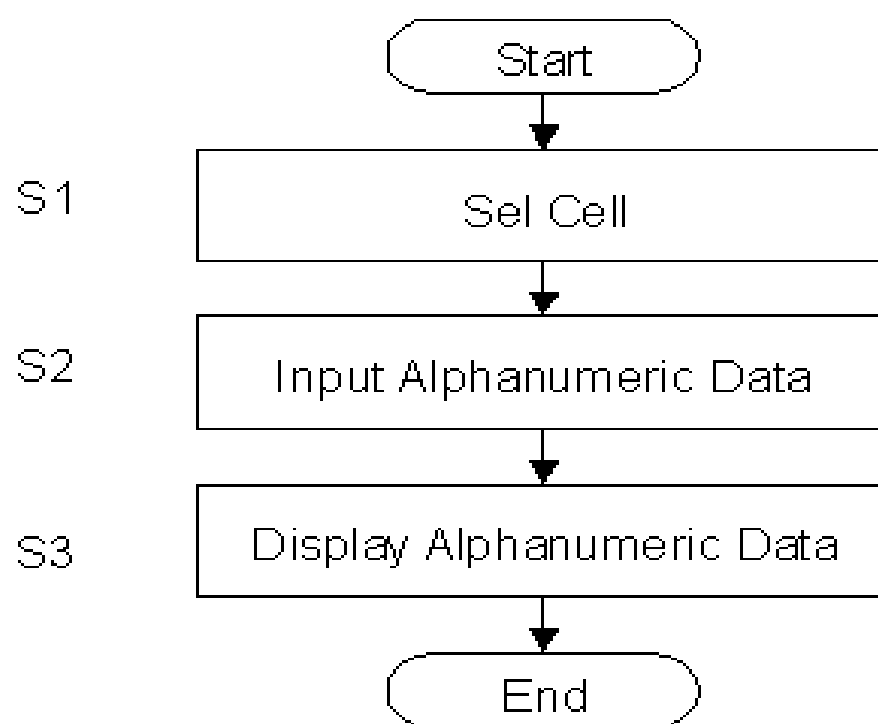 Start
S1
Sel Cell
S2
Input Alphanumeric Data
S3
Display Alphanumeric Data
End